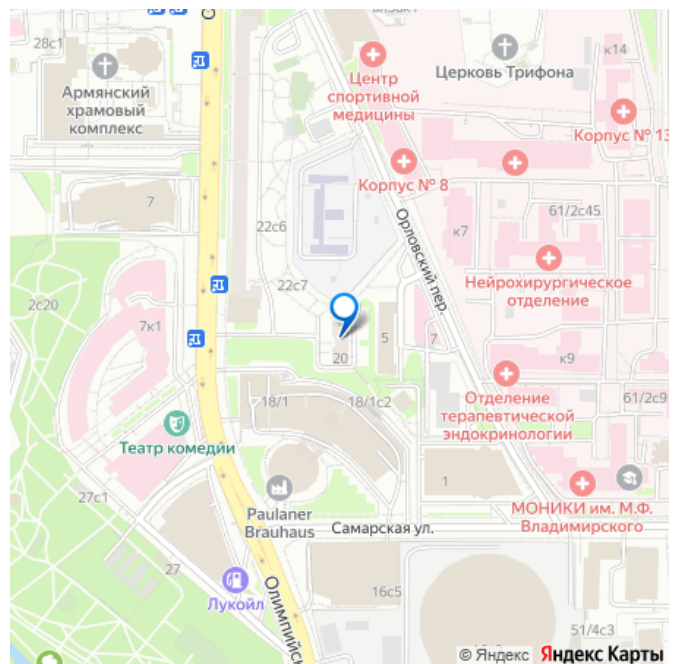 28с1
Армянский
храмовый
комплекс
Центр
спортивной
медицины
Церковь Трифона
к14
Корпус № 13
Корпус № 8
7
22с6
Орловский пер.
к7
61/2с45
Нейрохирургическое
отделение
2с20
22с7
7к1
20
5
7
к9
Отделение
терапевтической
эндокринологии
61/2с9
18/1
18/1с2
Театр комедии
27с1
1
МОНИКИ им. М.Ф.
Владимирского
Paulaner
Brauhaus
Самарская ул.
27
Лукойл
Олимпийск
16с5
51/4с3
© Яндекс Яндекс Карты